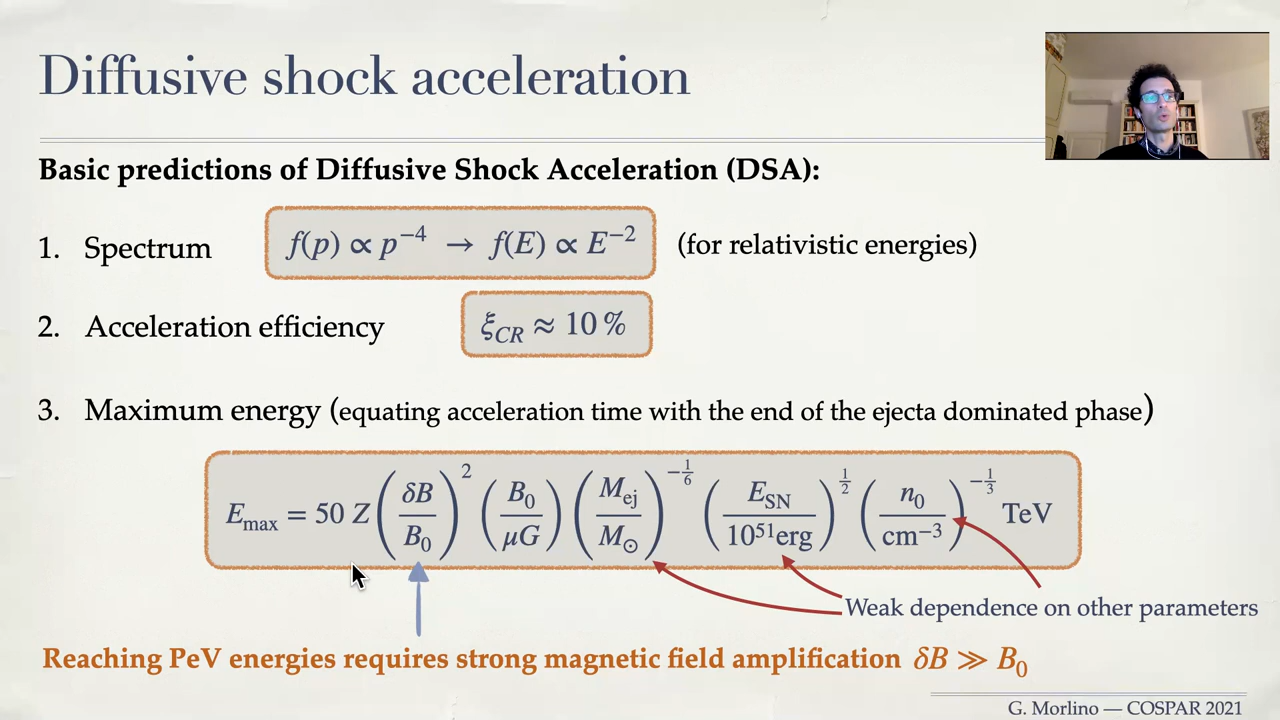 Diffusive shock acceleration
Basic predictions of Diffusive Shock Acceleration (DSA):
1. Spectrum f(p) ∝ p⁻⁴ → f(E) ∝ E⁻² (for relativistic energies)
2. Acceleration efficiency ξ_CR ≈ 10 %
3. Maximum energy (equating acceleration time with the end of the ejecta dominated phase)
E_max = 50 Z (δB/B₀)² (B₀/μG) (M_ej/M_⊙)^(-1/6) (E_SN/10⁵¹erg)^(1/2) (n₀/cm⁻³)^(-1/3) TeV
Weak dependence on other parameters
Reaching PeV energies requires strong magnetic field amplification δB ≫ B₀
G. Morlino — COSPAR 2021